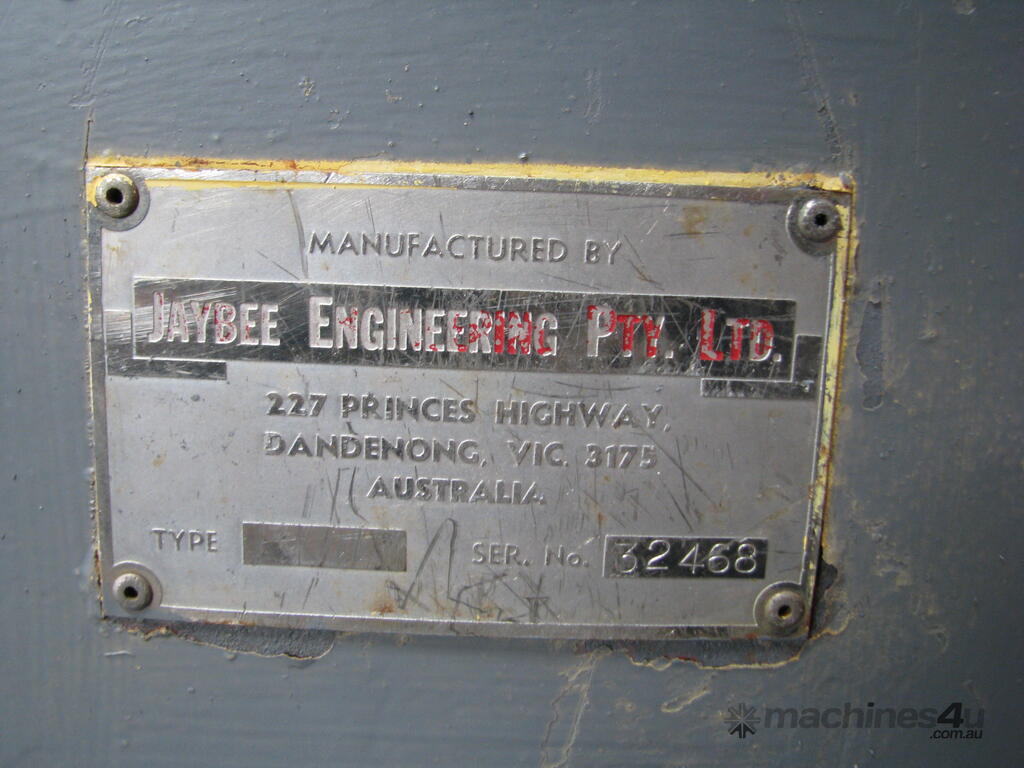 MANUFACTURED BY
JAYBEE ENGINEERING PTY. LTD.
227 PRINCES HIGHWAY,
DANDENONG, VIC. 3175
AUSTRALIA
TYPE SER. No. 32468
machines4u
.com.au